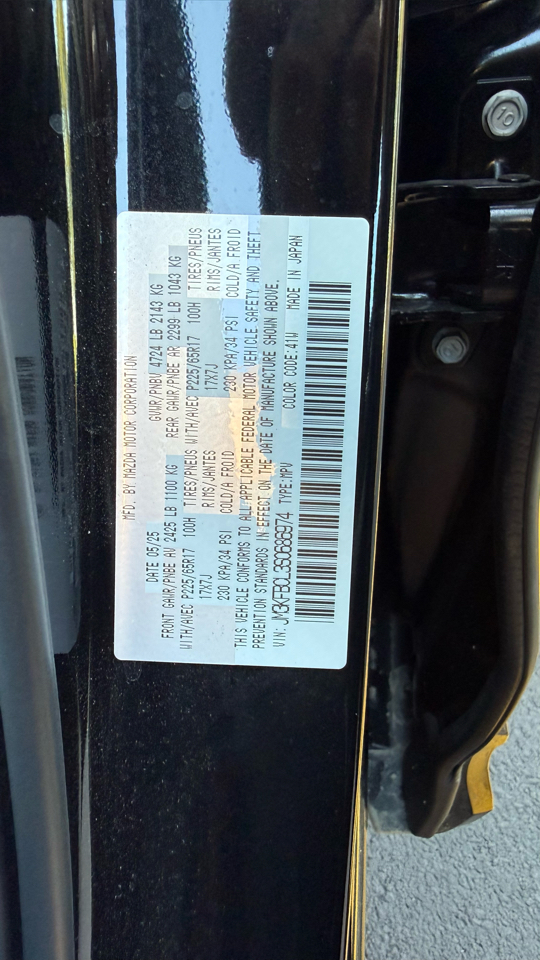 MFD. BY MAZDA MOTOR CORPORATION
DATE 05/25 GVWR/PNBV 4724 LB 2143 KG
FRONT GAWR/PNBE AV 2425 LB 1100 KG REAR GAWR/PNBE AR 2299 LB 1043 KG
WITH/AVEC P225/65R17 100H TIRES/PNEUS WITH/AVEC P225/65R17 100H TIRES/PNEUS
17X7J RIMS/JANTES 17X7J RIMS/JANTES
230 KPA/34 PSI COLD/A FROID 230 KPA/34 PSI COLD/A FROID
THIS VEHICLE CONFORMS TO ALL APPLICABLE FEDERAL MOTOR VEHICLE SAFETY AND THEFT
PREVENTION STANDARDS IN EFFECT ON THE DATE OF MANUFACTURE SHOWN ABOVE.
VIN: JM3KFBCL3S0686974 TYPE:MPV COLOR CODE:41W MADE IN JAPAN
10